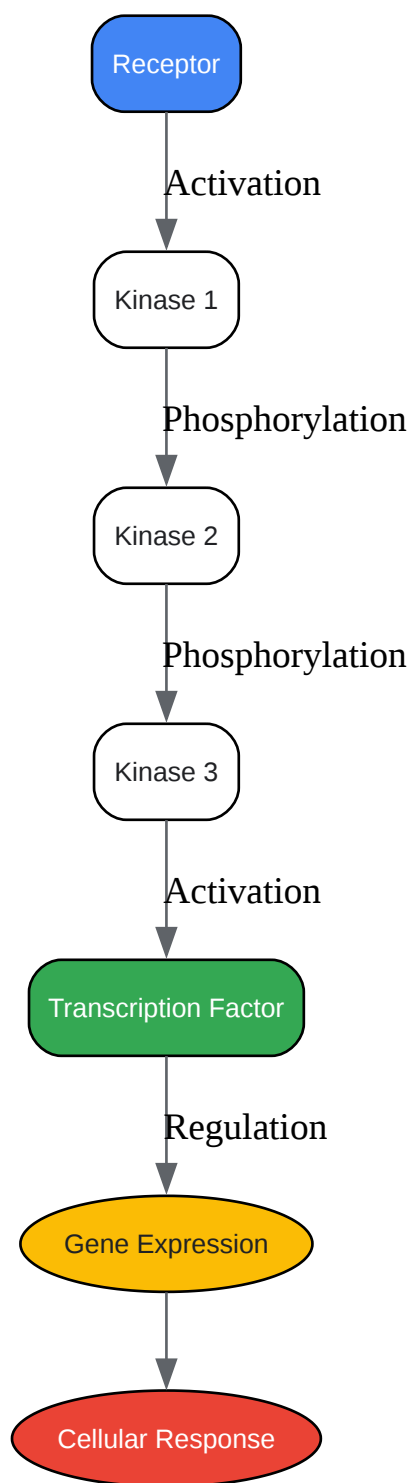 Receptor
Activation
Kinase 1
Phosphorylation
Kinase 2
Phosphorylation
Kinase 3
Activation
Transcription Factor
Regulation
Gene Expression
Cellular Response